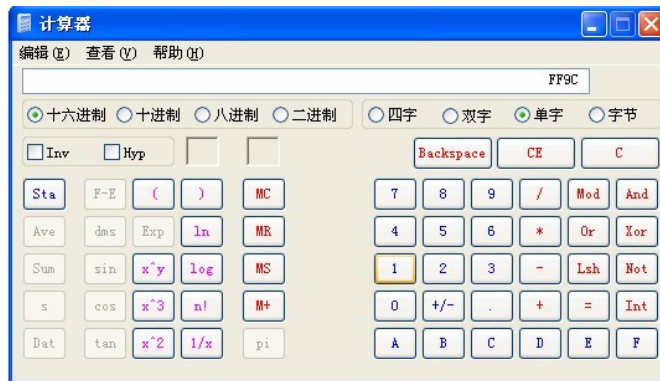 计算器
编辑(E) 查看(V) 帮助(H)
FF9C
十六进制 十进制 八进制 二进制 四字 双字 单字 字节
Inv Hyp Backspace CE C
Sta F-E ( ) MC 7 8 9 / Mod And
Ave dms Exp ln MR 4 5 6 * Or Xor
Sum sin x^y log MS 1 2 3 - Lsh Not
s cos x^3 n! M+ 0 +/- . + = Int
Dat tan x^2 1/x pi A B C D E F